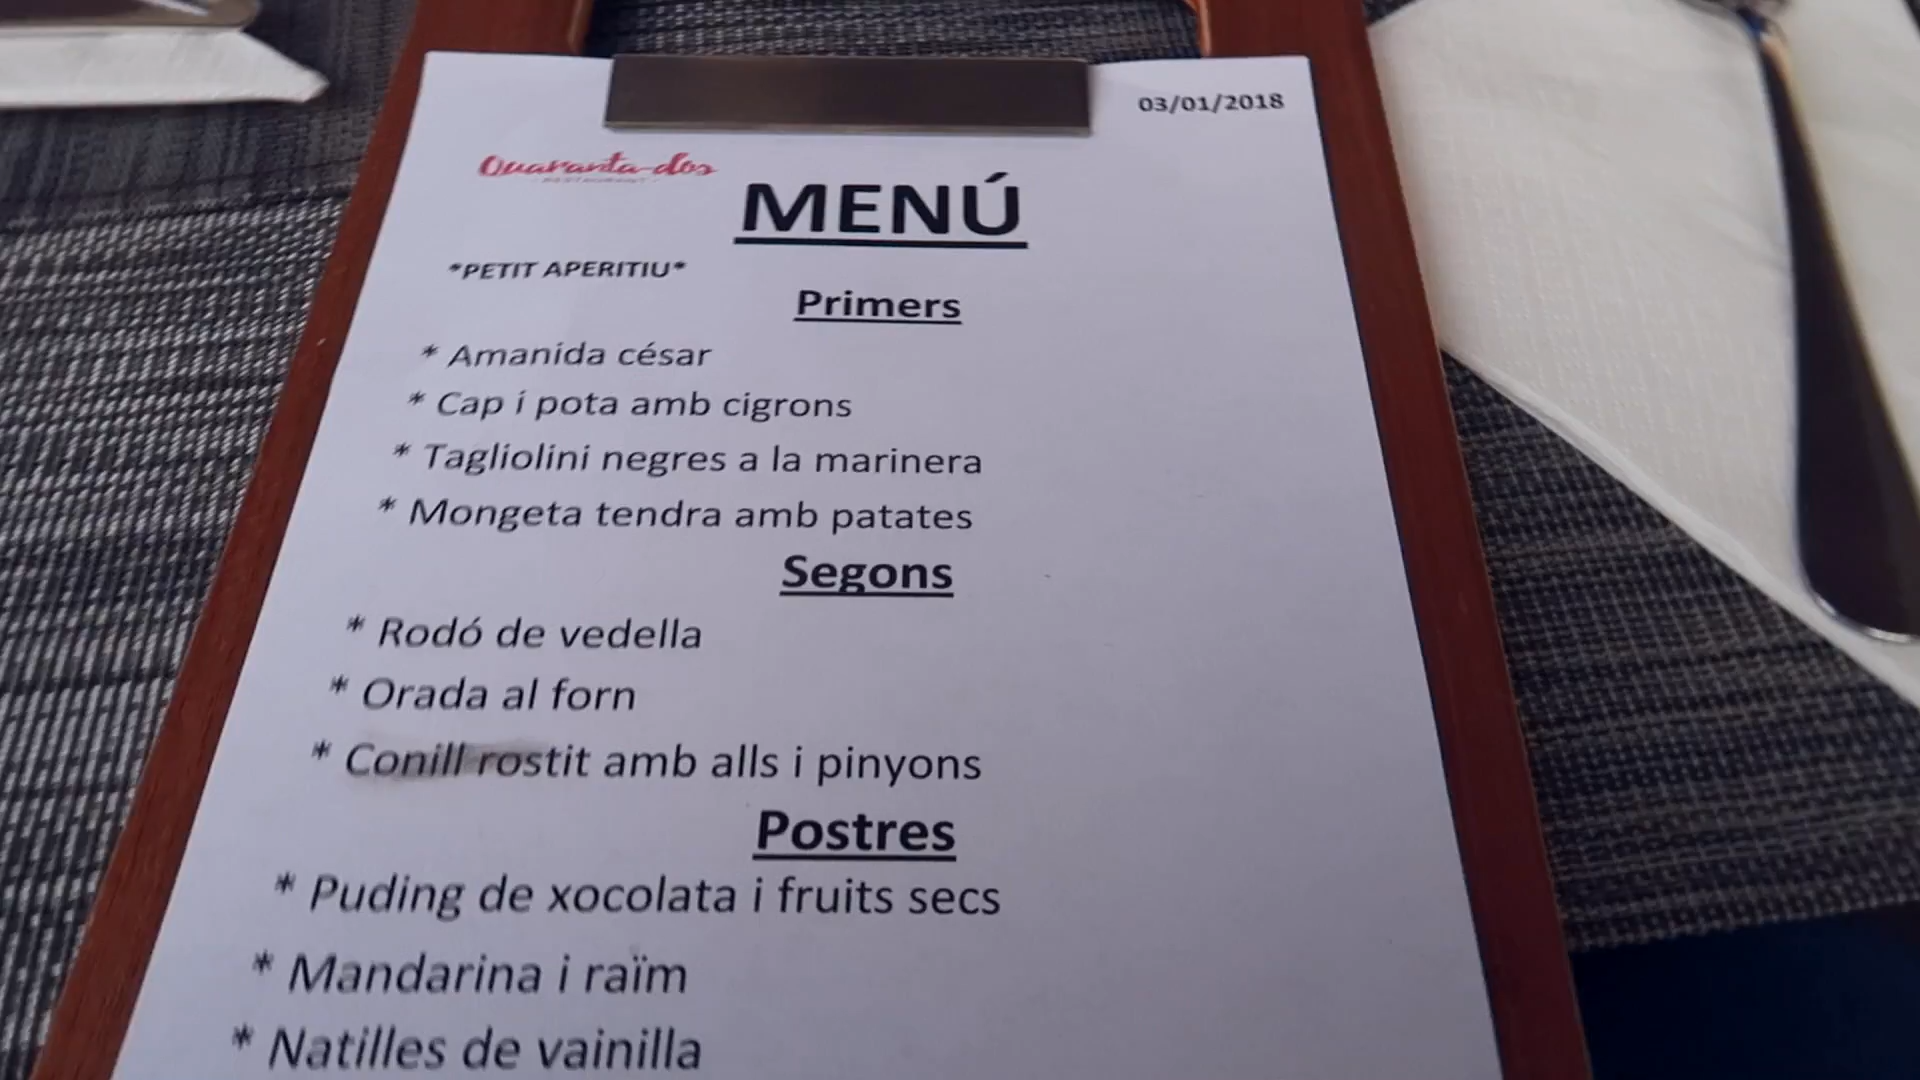 03/01/2018
Quaranta-dos
RESTAURANT
MENÚ
*PETIT APERITIU*
Primers
* Amanida césar
* Cap i pota amb cigrons
* Tagliolini negres a la marinera
* Mongeta tendra amb patates
Segons
* Rodó de vedella
* Orada al forn
* Conill rostit amb alls i pinyons
Postres
* Puding de xocolata i fruits secs
* Mandarina i raïm
* Natilles de vainilla